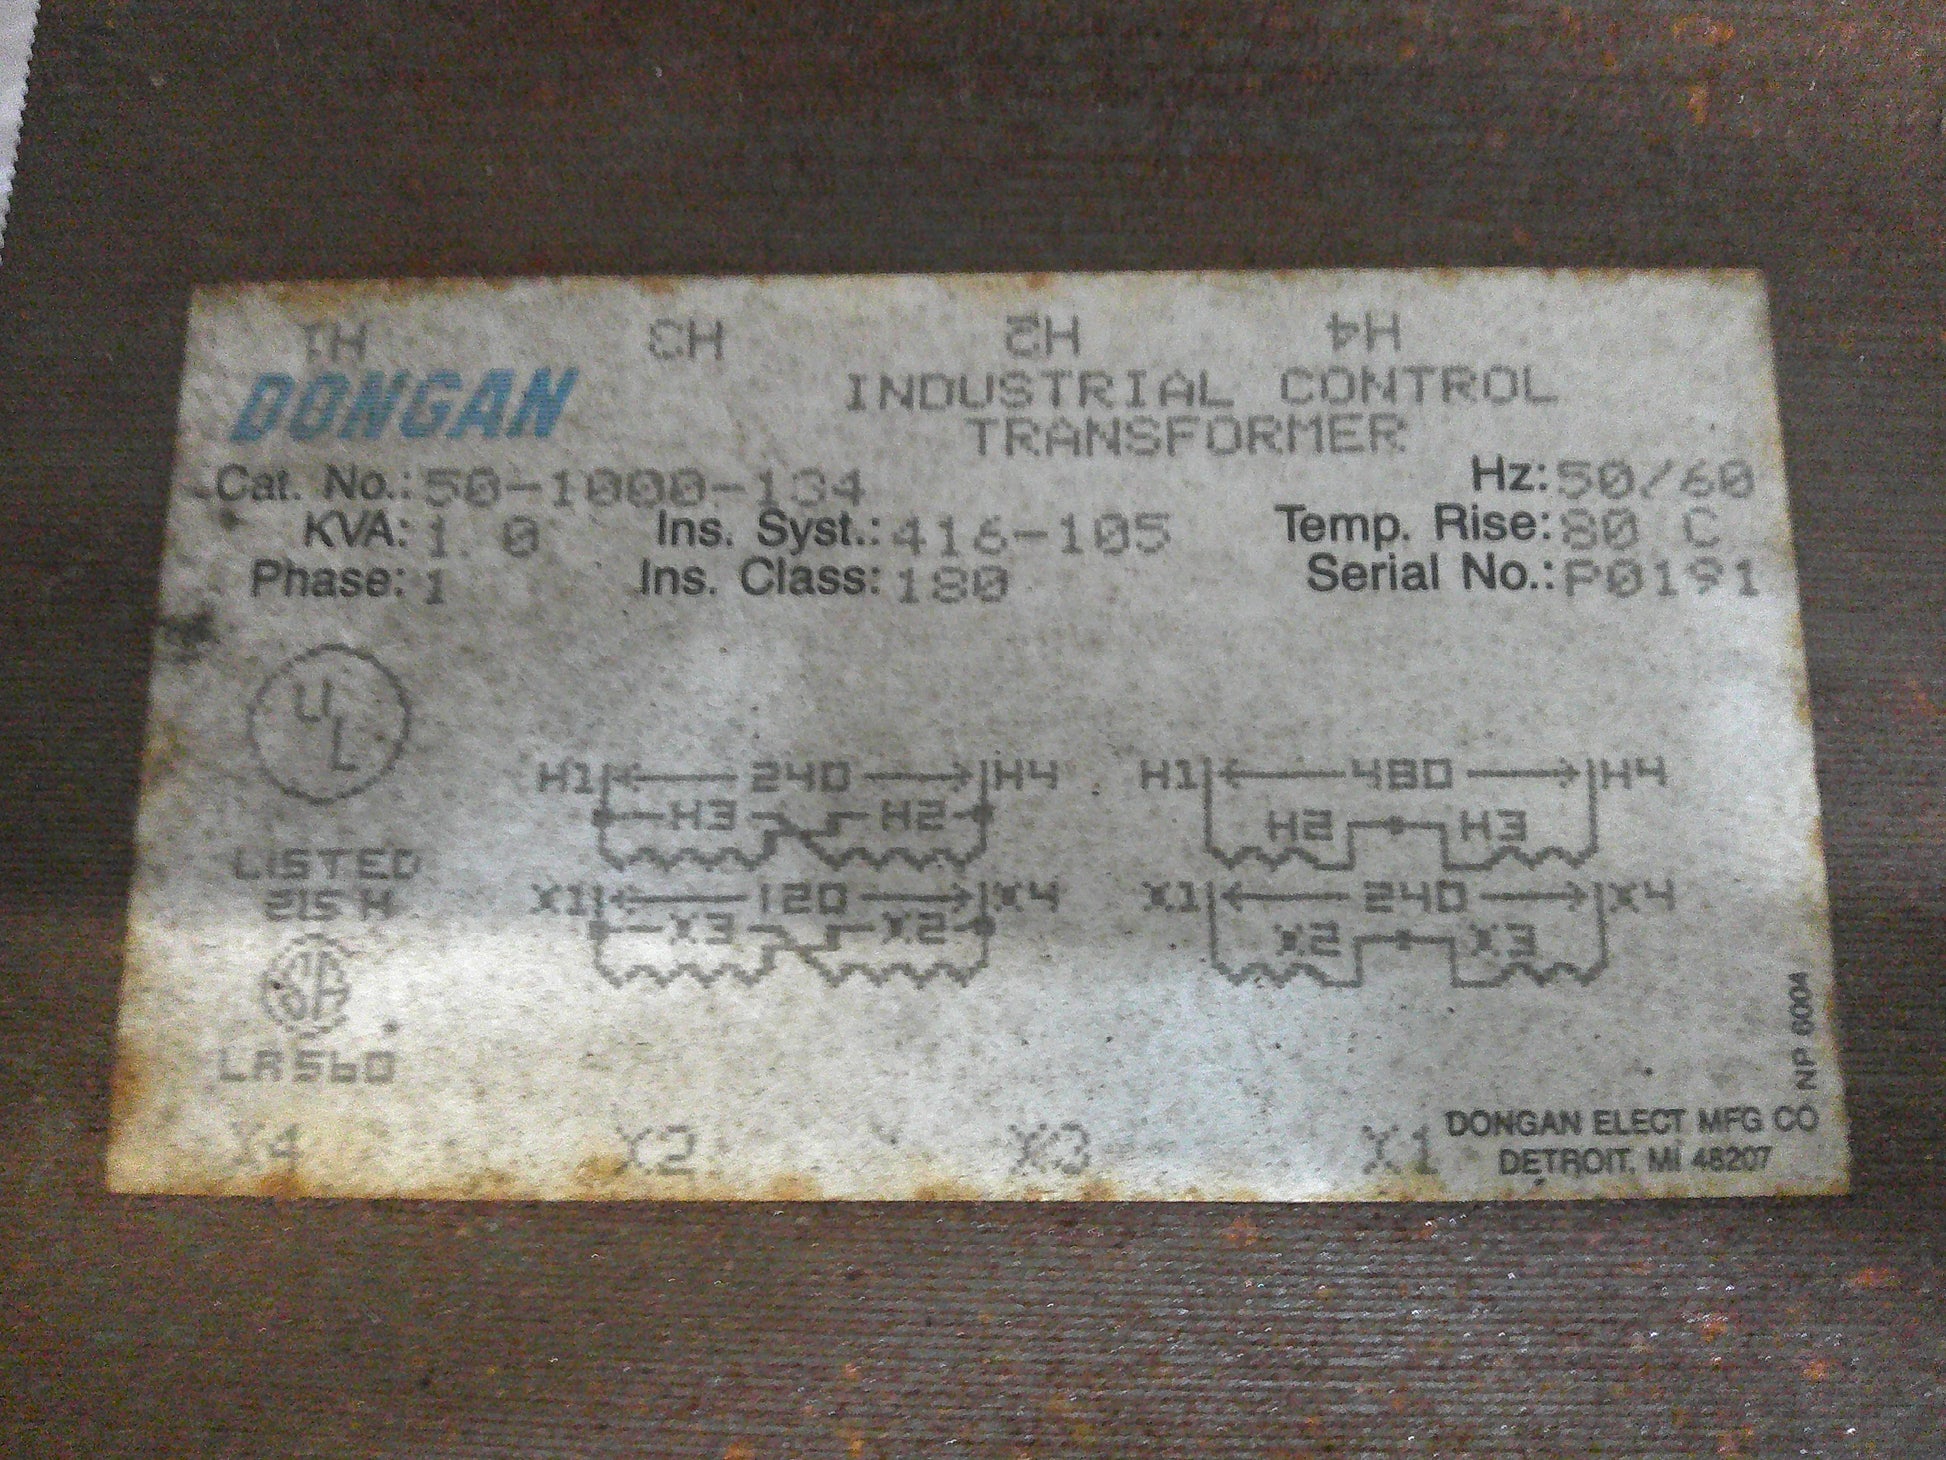 H1 H3 H2 H4
DONGAN
INDUSTRIAL CONTROL
TRANSFORMER
Cat. No.: 50-1000-134
Hz: 50/60
KVA: 1.0 Ins. Syst.: 416-105 Temp. Rise: 80 C
Phase: 1 Ins. Class: 180 Serial No.: P0191
UL
H1 240 H4 H1 480 H4
H3 H2 H2 H3
LISTED
X1 120 X4 X1 240 X4
215 H
X3 X2 X2 X3
SA
LR560
NP 6004
X4 X2 X3 X1
DONGAN ELECT MFG CO
DETROIT, MI 48207